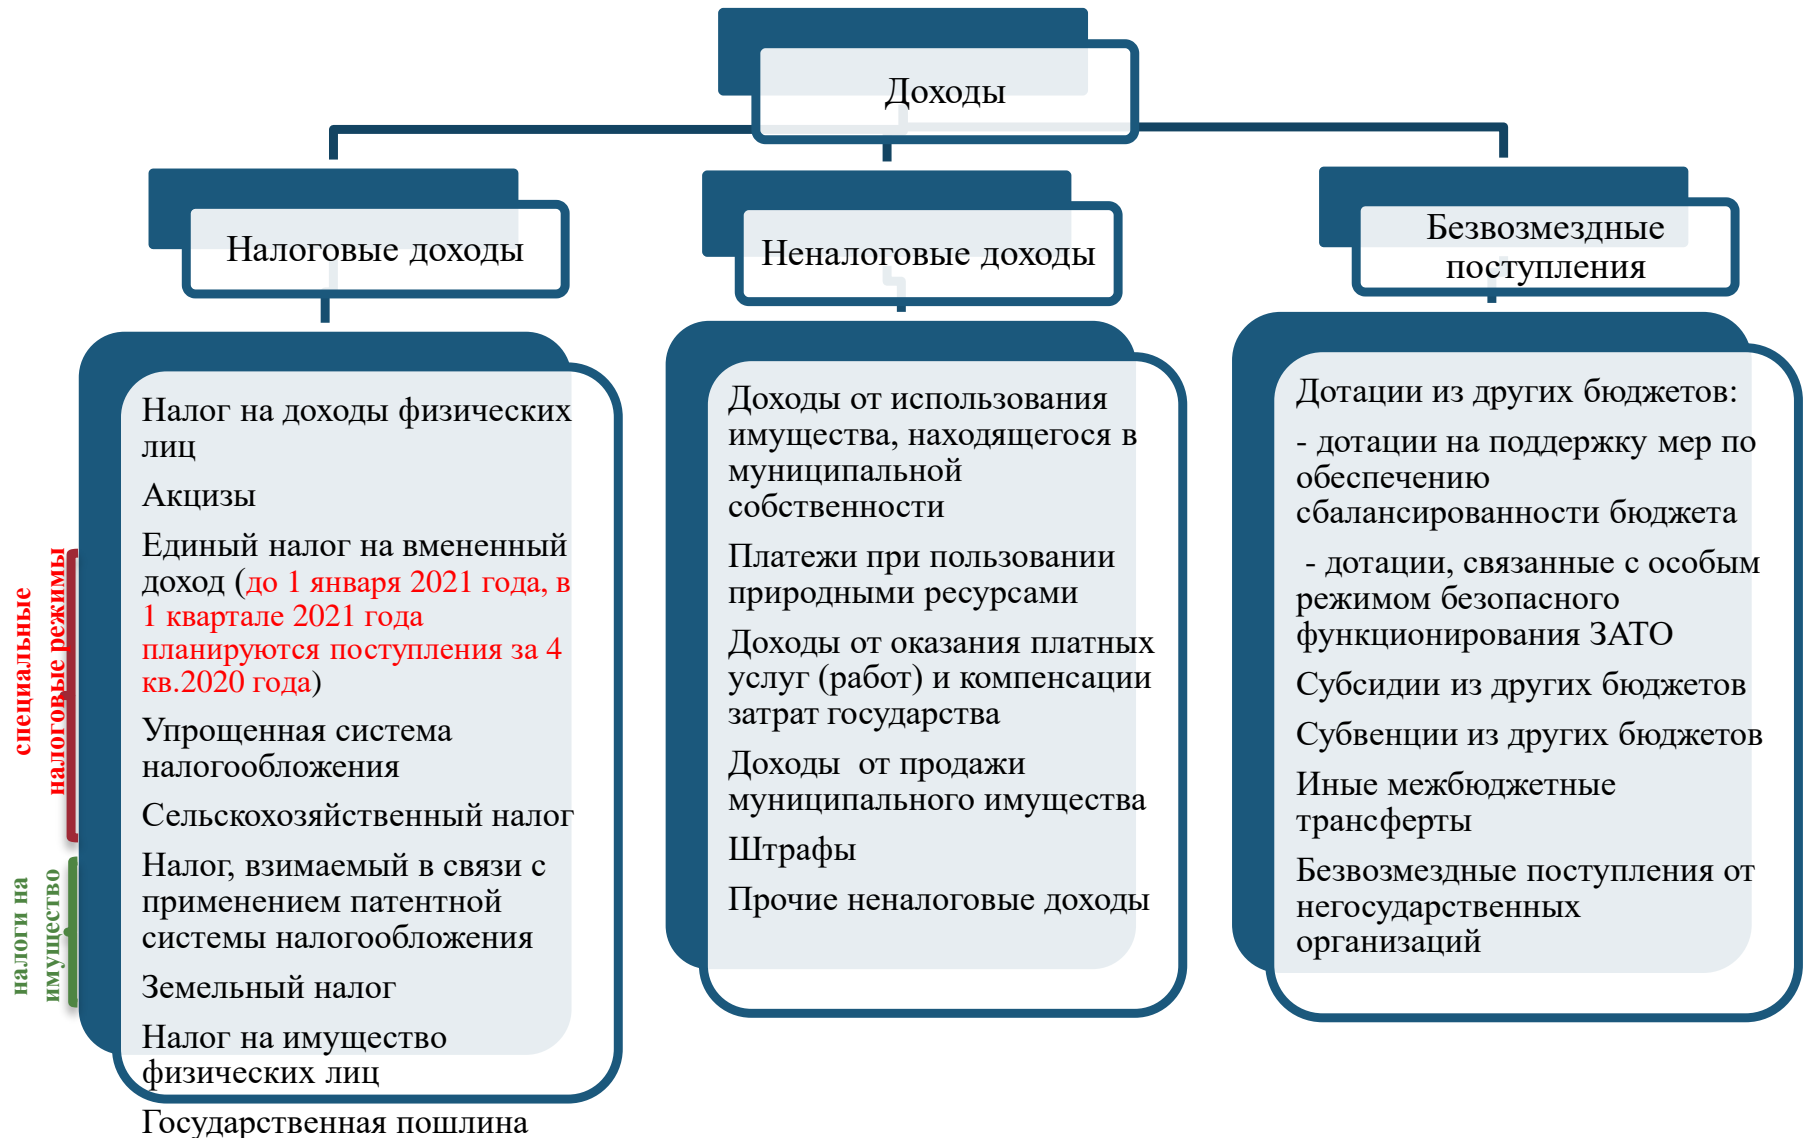 Доходы
Налоговые доходы
Неналоговые доходы
Безвозмездные
поступления
специальные
налоговые режимы
налоги на
имущество
Налог на доходы физических
лиц
Акцизы
Единый налог на вмененный
доход (до 1 января 2021 года, в
1 квартале 2021 года
планируются поступления за 4
кв.2020 года)
Упрощенная система
налогообложения
Сельскохозяйственный налог
Налог, взимаемый в связи с
применением патентной
системы налогообложения
Земельный налог
Налог на имущество
физических лиц
Государственная пошлина
Доходы от использования
имущества, находящегося в
муниципальной
собственности
Платежи при пользовании
природными ресурсами
Доходы от оказания платных
услуг (работ) и компенсации
затрат государства
Доходы  от продажи
муниципального имущества
Штрафы
Прочие неналоговые доходы
Дотации из других бюджетов:
- дотации на поддержку мер по
обеспечению
сбалансированности бюджета
- дотации, связанные с особым
режимом безопасного
функционирования ЗАТО
Субсидии из других бюджетов
Субвенции из других бюджетов
Иные межбюджетные
трансферты
Безвозмездные поступления от
негосударственных
организаций